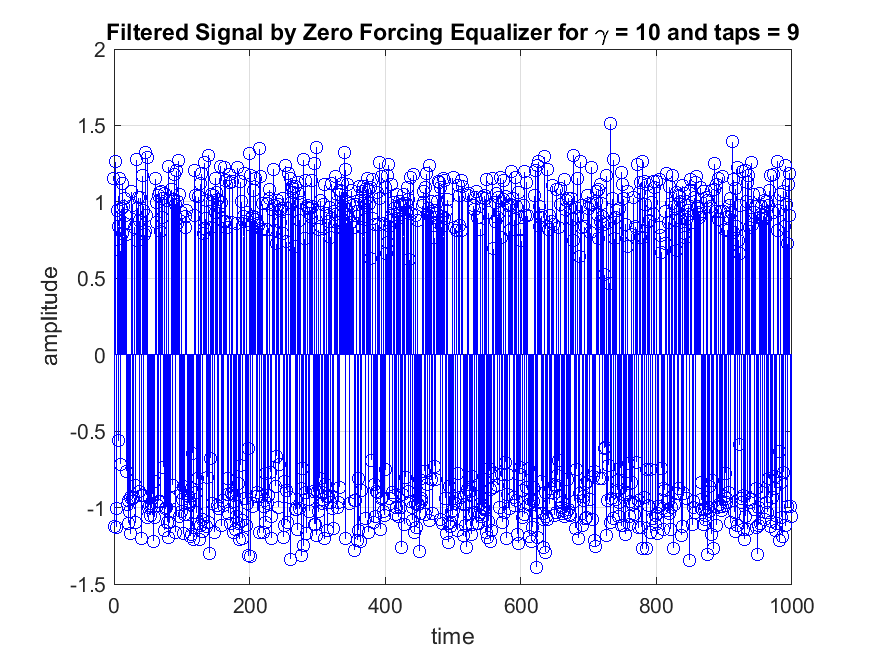 Filtered Signal by Zero Forcing Equalizer for γ = 10 and taps = 9
2
1.5
1
0.5
0
-0.5
-1
-1.5
amplitude
0 200 400 600 800 1000
time